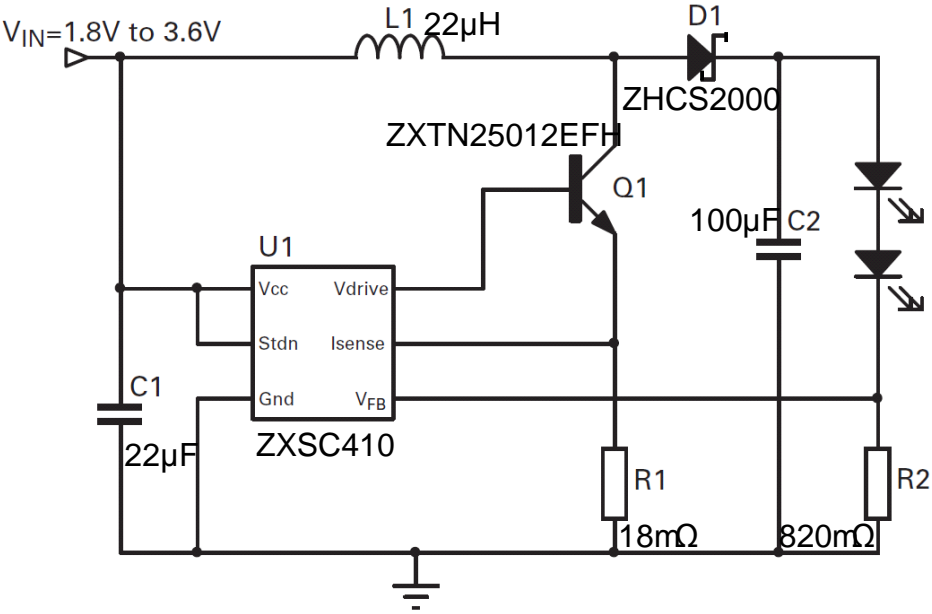 VIN=1.8V to 3.6V
L1 22µH
D1
ZHCS2000
ZXTN25012EFH
Q1
100µF C2
U1
Vcc Vdrive
Stdn Isense
Gnd VFB
ZXSC410
C1
22µF
R1
18mΩ
R2
820mΩ